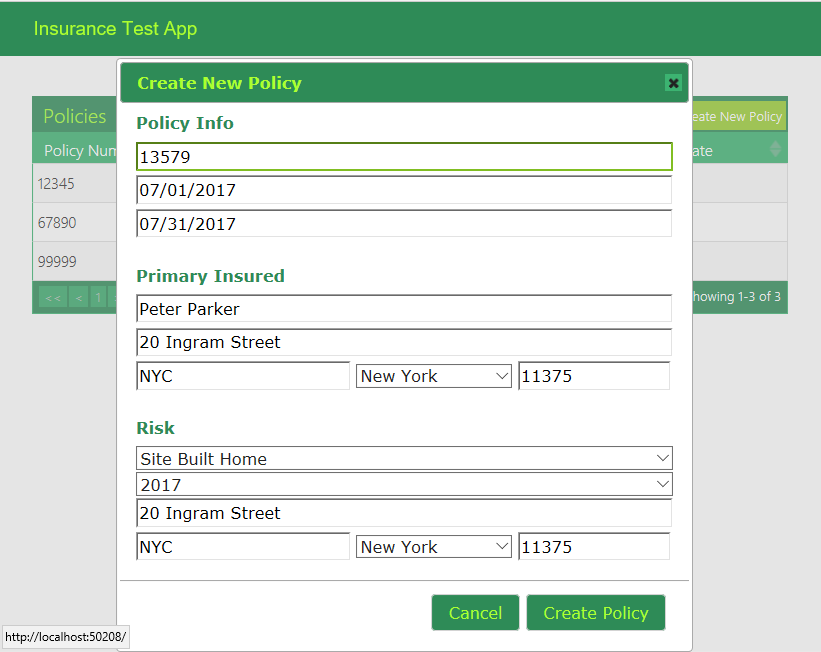 Insurance Test App
Create New Policy
Policies
eate New Policy
Policy Num
ate
12345
67890
99999
<< < 1
howing 1-3 of 3
Policy Info
13579
07/01/2017
07/31/2017
Primary Insured
Peter Parker
20 Ingram Street
NYC New York 11375
Risk
Site Built Home
2017
20 Ingram Street
NYC New York 11375
Cancel Create Policy
http://localhost:50208/